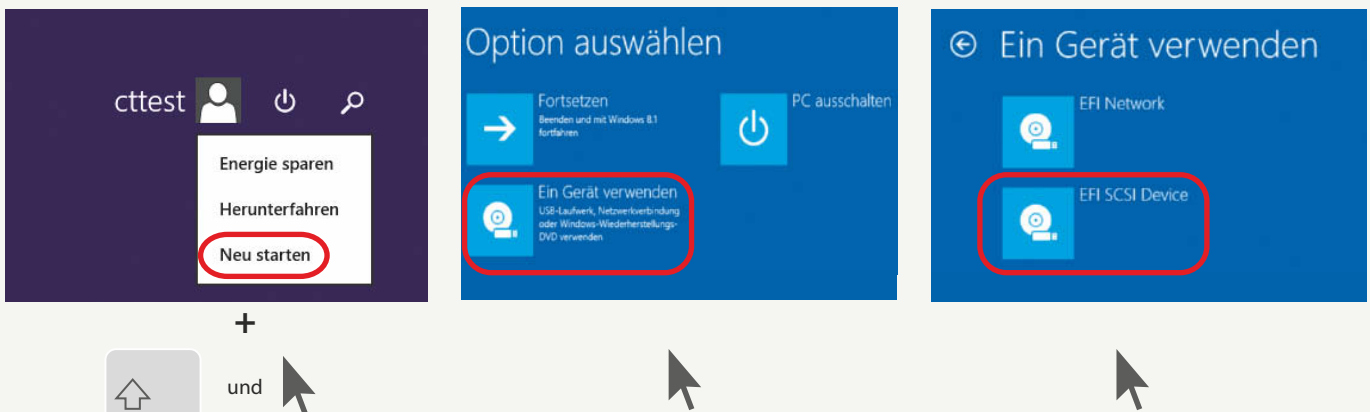 cttest
Energie sparen
Herunterfahren
Neu starten
+
und
Option auswählen
Fortsetzen
Beenden und mit Windows 8.1
fortfahren
PC ausschalten
Ein Gerät verwenden
USB-Laufwerk, Netzwerkverbindung
oder Windows-Wiederherstellungs-
DVD verwenden
Ein Gerät verwenden
EFI Network
EFI SCSI Device